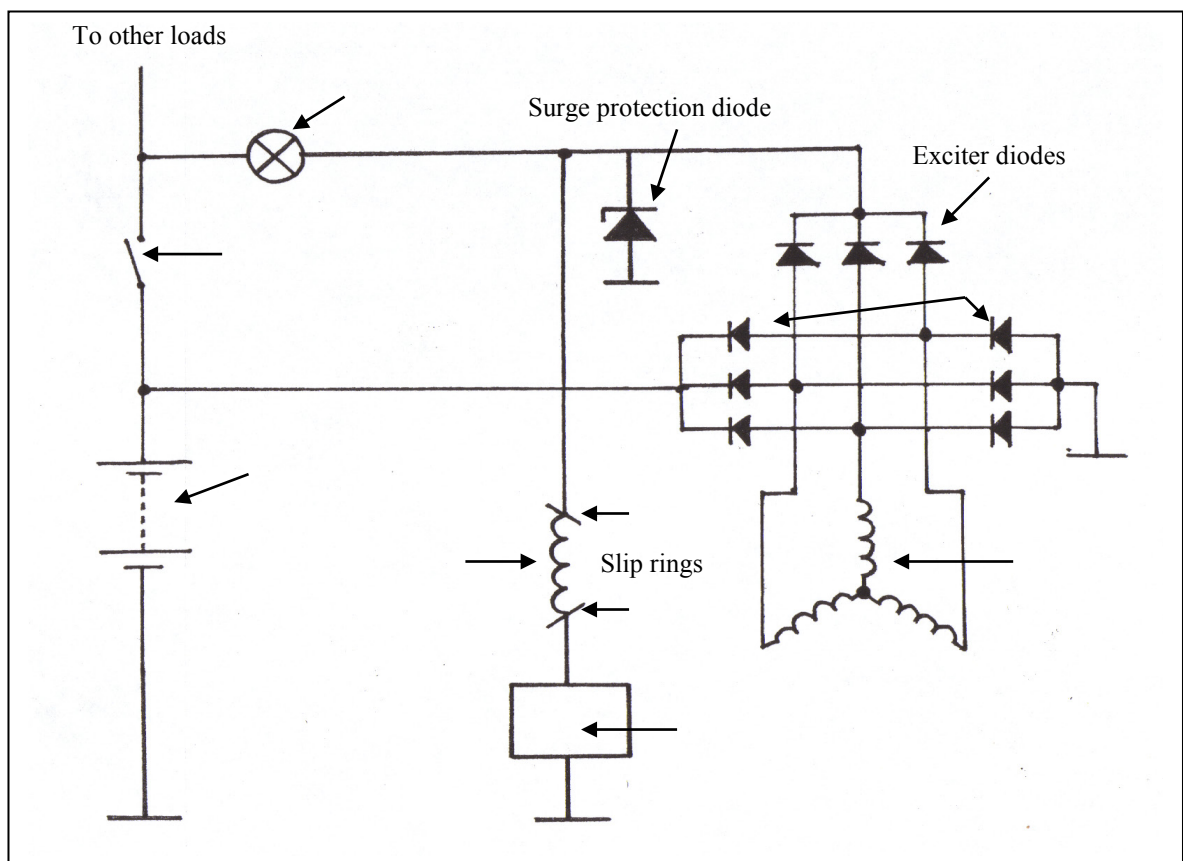 To other loads
Surge protection diode
Exciter diodes
Slip rings